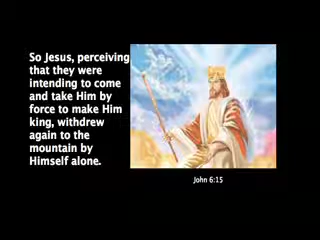 So Jesus, perceiving
that they were
intending to come
and take Him by
force to make Him
king, withdrew
again to the
mountain by
Himself alone.
John 6:15